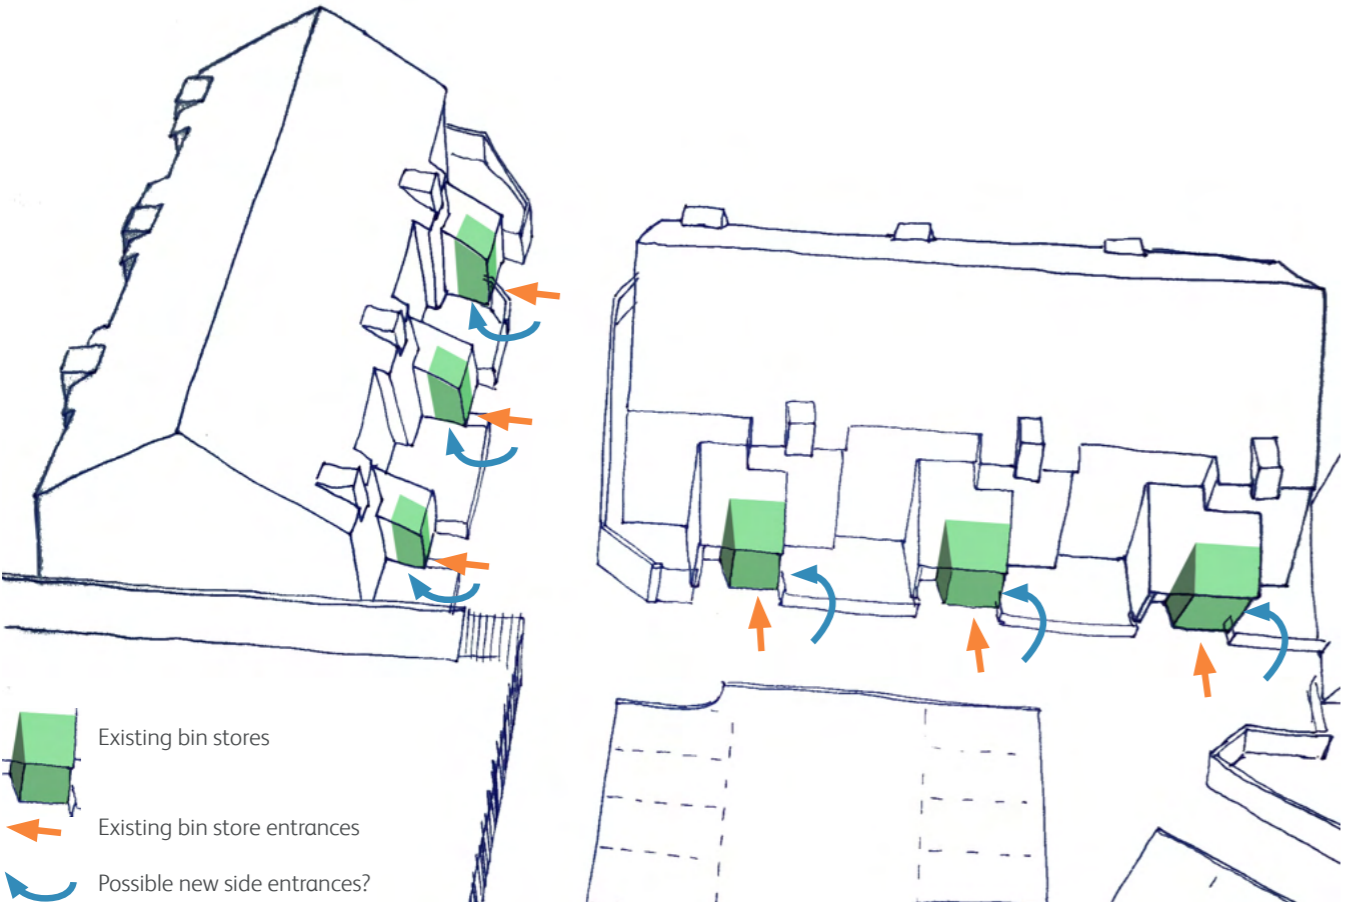 Existing bin stores
Existing bin store entrances
Possible new side entrances?